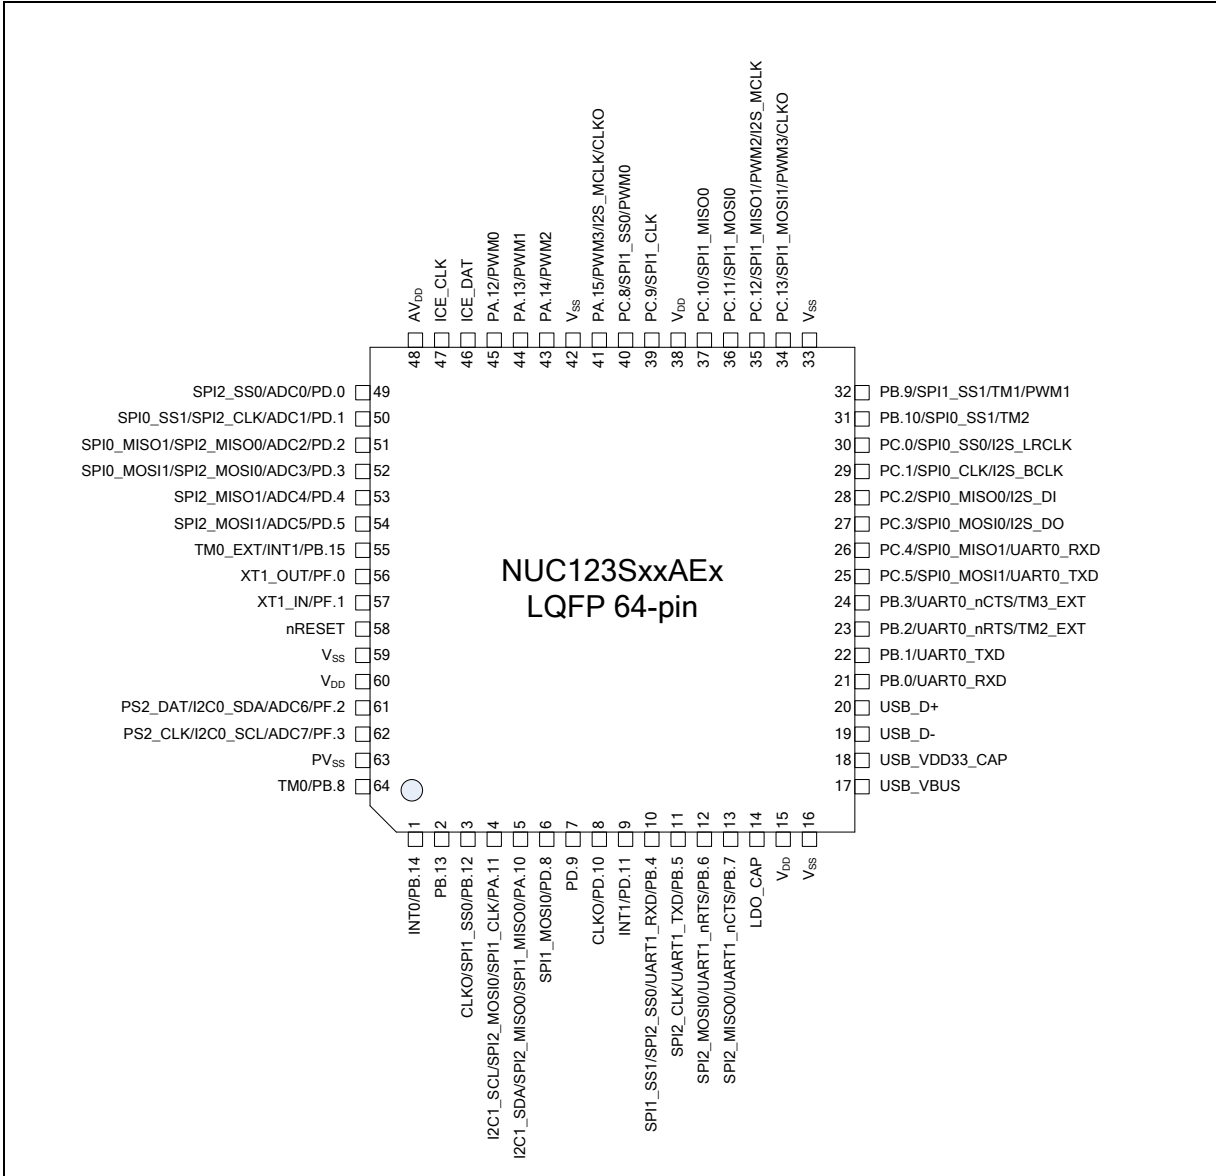 AVDD
ICE_CLK
ICE_DAT
PA.12/PWM0
PA.13/PWM1
PA.14/PWM2
VSS
PA.15/PWM3/I2S_MCLK/CLKO
PC.8/SPI1_SS0/PWM0
PC.9/SPI1_CLK
VDD
PC.10/SPI1_MISO0
PC.11/SPI1_MOSI0
PC.12/SPI1_MISO1/PWM2/I2S_MCLK
PC.13/SPI1_MOSI1/PWM3/CLKO
VSS
48
47
46
45
44
43
42
41
40
39
38
37
36
35
34
33
SPI2_SS0/ADC0/PD.0 49
SPI0_SS1/SPI2_CLK/ADC1/PD.1 50
SPI0_MISO1/SPI2_MISO0/ADC2/PD.2 51
SPI0_MOSI1/SPI2_MOSI0/ADC3/PD.3 52
SPI2_MISO1/ADC4/PD.4 53
SPI2_MOSI1/ADC5/PD.5 54
TM0_EXT/INT1/PB.15 55
XT1_OUT/PF.0 56
XT1_IN/PF.1 57
nRESET 58
VSS 59
VDD 60
PS2_DAT/I2C0_SDA/ADC6/PF.2 61
PS2_CLK/I2C0_SCL/ADC7/PF.3 62
PVSS 63
TM0/PB.8 64
NUC123SxxAEx
LQFP 64-pin
32 PB.9/SPI1_SS1/TM1/PWM1
31 PB.10/SPI0_SS1/TM2
30 PC.0/SPI0_SS0/I2S_LRCLK
29 PC.1/SPI0_CLK/I2S_BCLK
28 PC.2/SPI0_MISO0/I2S_DI
27 PC.3/SPI0_MOSI0/I2S_DO
26 PC.4/SPI0_MISO1/UART0_RXD
25 PC.5/SPI0_MOSI1/UART0_TXD
24 PB.3/UART0_nCTS/TM3_EXT
23 PB.2/UART0_nRTS/TM2_EXT
22 PB.1/UART0_TXD
21 PB.0/UART0_RXD
20 USB_D+
19 USB_D-
18 USB_VDD33_CAP
17 USB_VBUS
1
2
3
4
5
6
7
8
9
10
11
12
13
14
15
16
INT0/PB.14
PB.13
CLKO/SPI1_SS0/PB.12
I2C1_SCL/SPI2_MOSI0/SPI1_CLK/PA.11
I2C1_SDA/SPI2_MISO0/SPI1_MISO0/PA.10
SPI1_MOSI0/PD.8
PD.9
CLKO/PD.10
INT1/PD.11
SPI1_SS1/SPI2_SS0/UART1_RXD/PB.4
SPI2_CLK/UART1_TXD/PB.5
SPI2_MOSI0/UART1_nRTS/PB.6
SPI2_MISO0/UART1_nCTS/PB.7
LDO_CAP
VDD
VSS